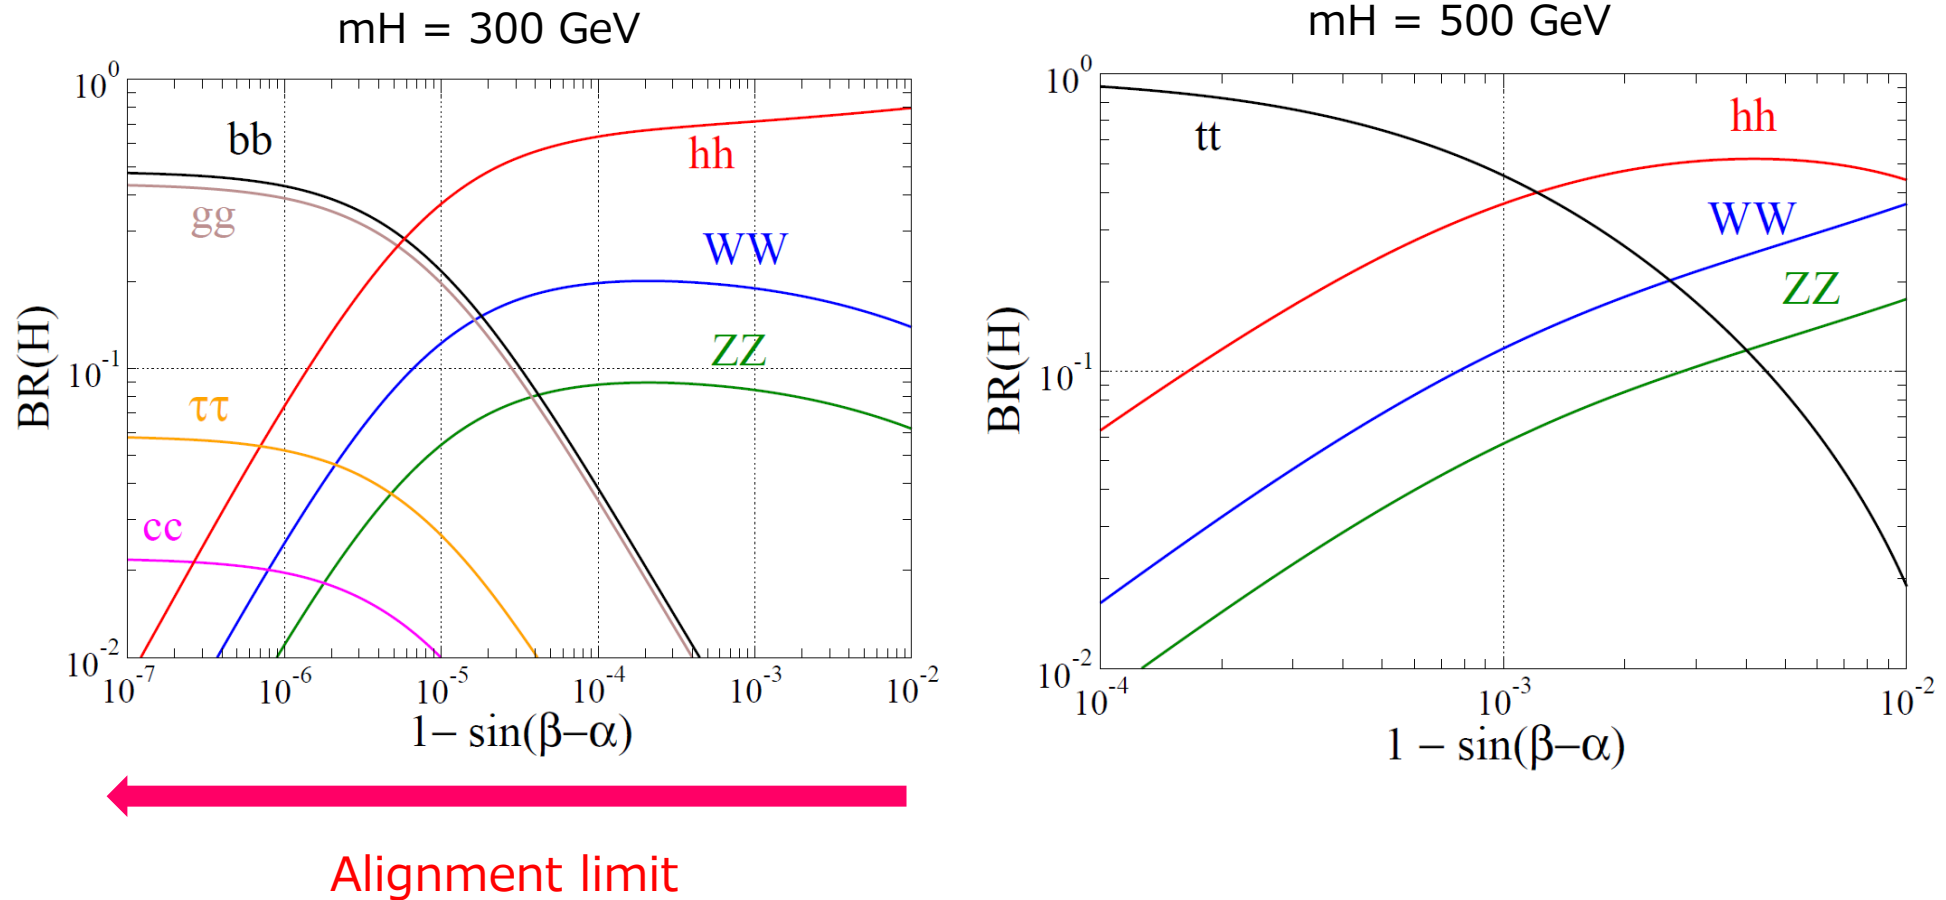 mH = 300 GeV
10^0
bb
gg
hh
WW
ZZ
ττ
cc
10^-1
10^-2
BR(H)
10^-7
10^-6
10^-5
10^-4
10^-3
10^-2
1− sin(β−α)
Alignment limit
mH = 500 GeV
10^0
tt
hh
WW
ZZ
10^-1
10^-2
BR(H)
10^-4
10^-3
10^-2
1 − sin(β−α)